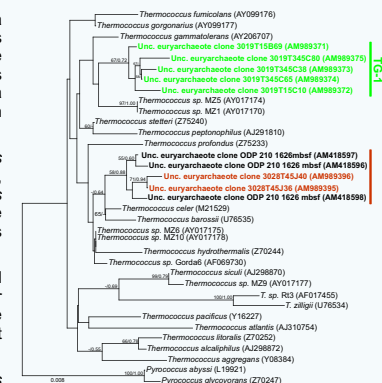 Thermococcus fumicolans (AY099176)
Thermococcus gorgonarius (AY099177)
Thermococcus gammatolerans (AY206707)
Unc. euryarchaeote clone 3019T15B69 (AM989371)
Unc. euryarchaeote clone 3019T345C80 (AM989375)
Unc. euryarchaeote clone 3019T345C38 (AM989373)
Unc. euryarchaeote clone 3019T345C65 (AM989374)
Unc. euryarchaeote clone 3019T15C10 (AM989372)
TG-1
Thermococcus sp. MZ5 (AY017174)
Thermococcus sp. MZ1 (AY017170)
Thermococcus stetteri (Z75240)
Thermococcus peptonophilus (AJ291810)
Thermococcus profondus (Z75233)
Unc. euryarchaeote clone ODP 210 1626mbsf (AM418597)
Unc. euryarchaeote clone ODP 210 1626 mbsf (AM418596)
Unc. euryarchaeote clone 3028T45J40 (AM989396)
Unc. euryarchaeote clone 3028T45J36 (AM989395)
Unc. euryarchaeote clone ODP 210 1626 mbsf (AM418598)
Thermococcus celer (M21529)
Thermococcus barossii (U76535)
Thermococcus sp. MZ6 (AY017175)
Thermococcus sp. MZ10 (AY017178)
Thermococcus hydrothermalis (Z70244)
Thermococcus sp. Gorda6 (AF069730)
Thermococcus siculi (AJ298870)
Thermococcus sp. MZ9 (AY017177)
T. sp. Rt3 (AF017455)
T. zilligii (U76534)
Thermococcus pacificus (Y16227)
Thermococcus atlantis (AJ310754)
Thermococcus litoralis (Z70252)
Thermococcus alcaliphilus (AJ298872)
Thermococcus aggregans (Y08384)
Pyrococcus abyssi (L19921)
Pyrococcus glycovorans (Z70247)
0.008